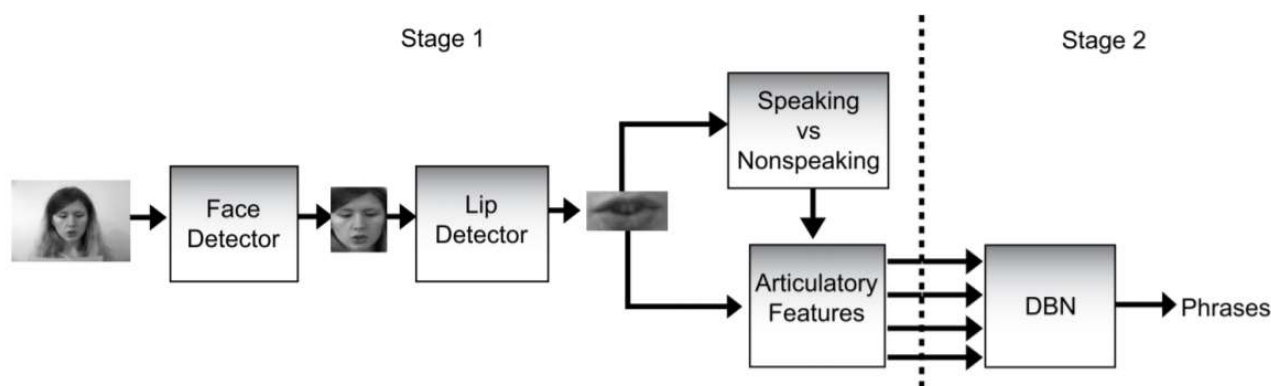 Stage 1
Stage 2
Speaking
vs
Nonspeaking
Face
Detector
Lip
Detector
Articulatory
Features
DBN
Phrases